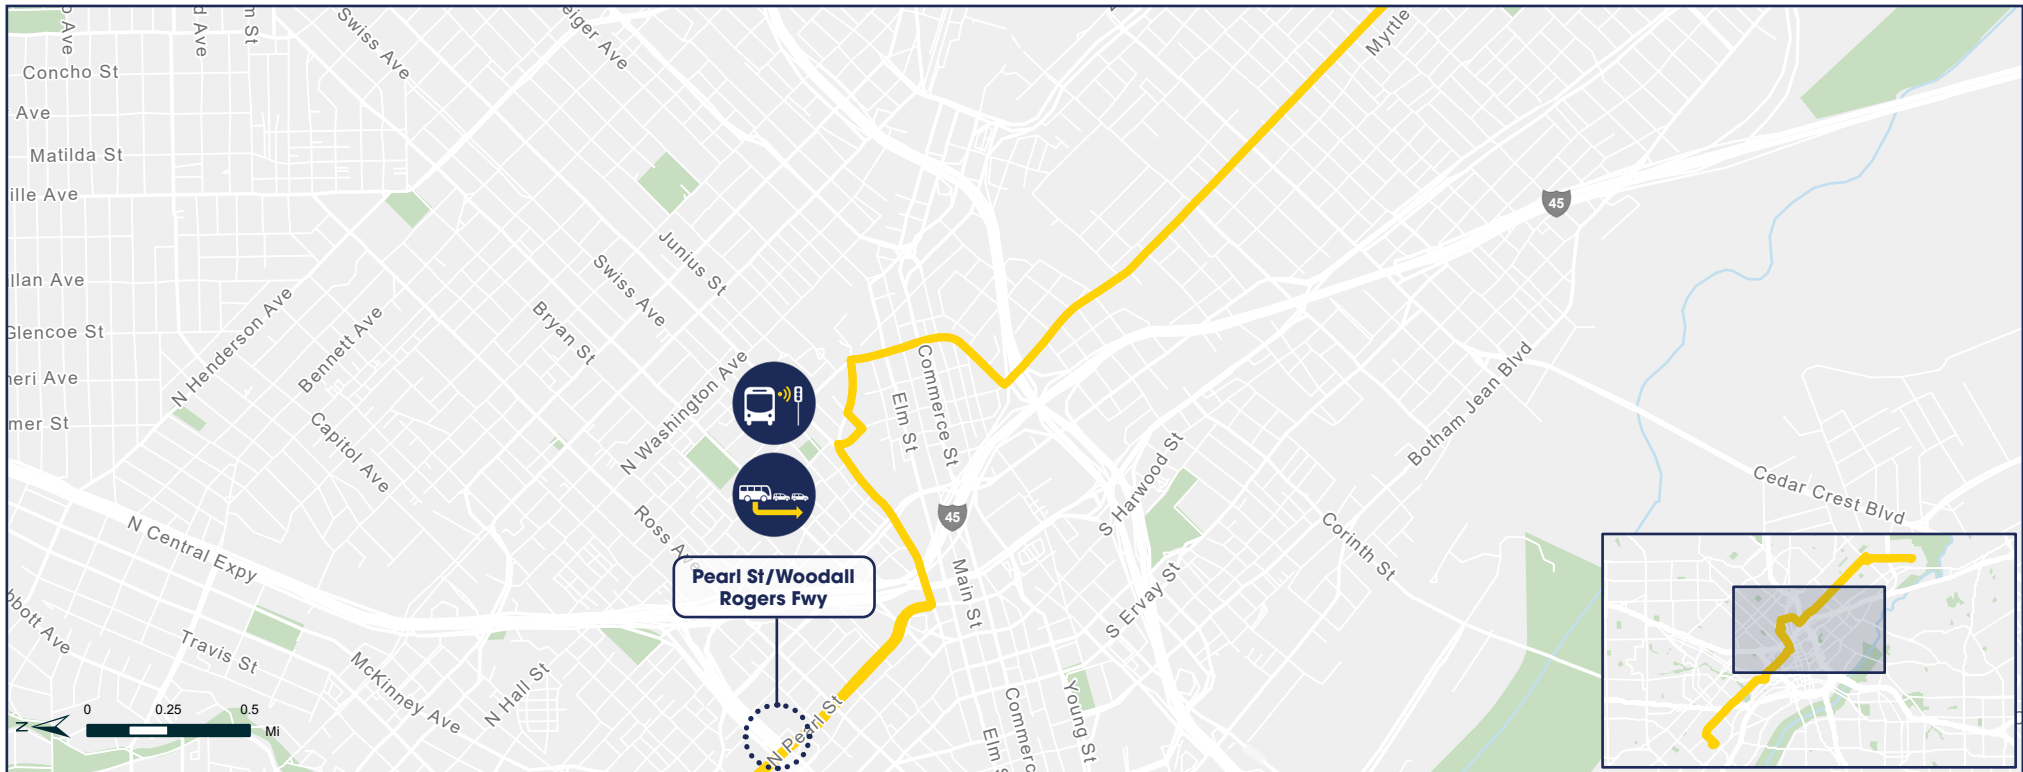 Swiss Ave
eiger Ave
Myrtle
Concho St
Ave
Matilda St
ille Ave
45
Junius St
Swiss Ave
llan Ave
N Henderson Ave
Bennett Ave
Bryan St
Glencoe St
N Washington Ave
Commerce St
Elm St
neri Ave
mer St
Capitol Ave
Botham Jean Blvd
S Harwood St
Cedar Crest Blvd
Corinth St
45
N Central Expy
Ross Ave
Pearl St/Woodall
Rogers Fwy
Main St
S Ervay St
bbott Ave
Travis St
McKinney Ave
N Hall St
N Pearl St
Young St
Commerc
Elm S
N
0 0.25 0.5
Mi
o Ave
d Ave
m St